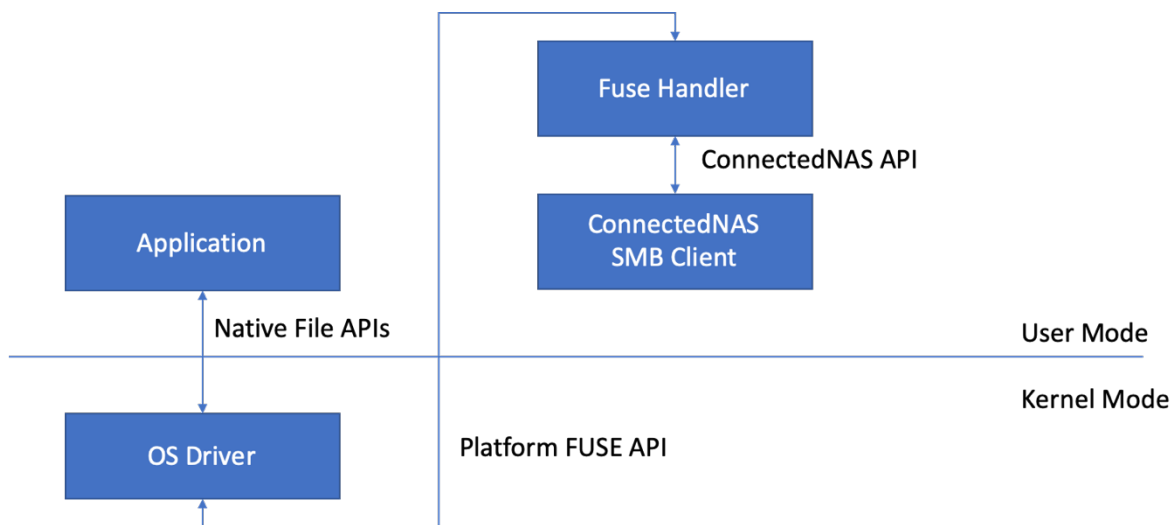 Fuse Handler
ConnectedNAS API
ConnectedNAS
SMB Client
Application
Native File APIs
User Mode
Kernel Mode
OS Driver
Platform FUSE API